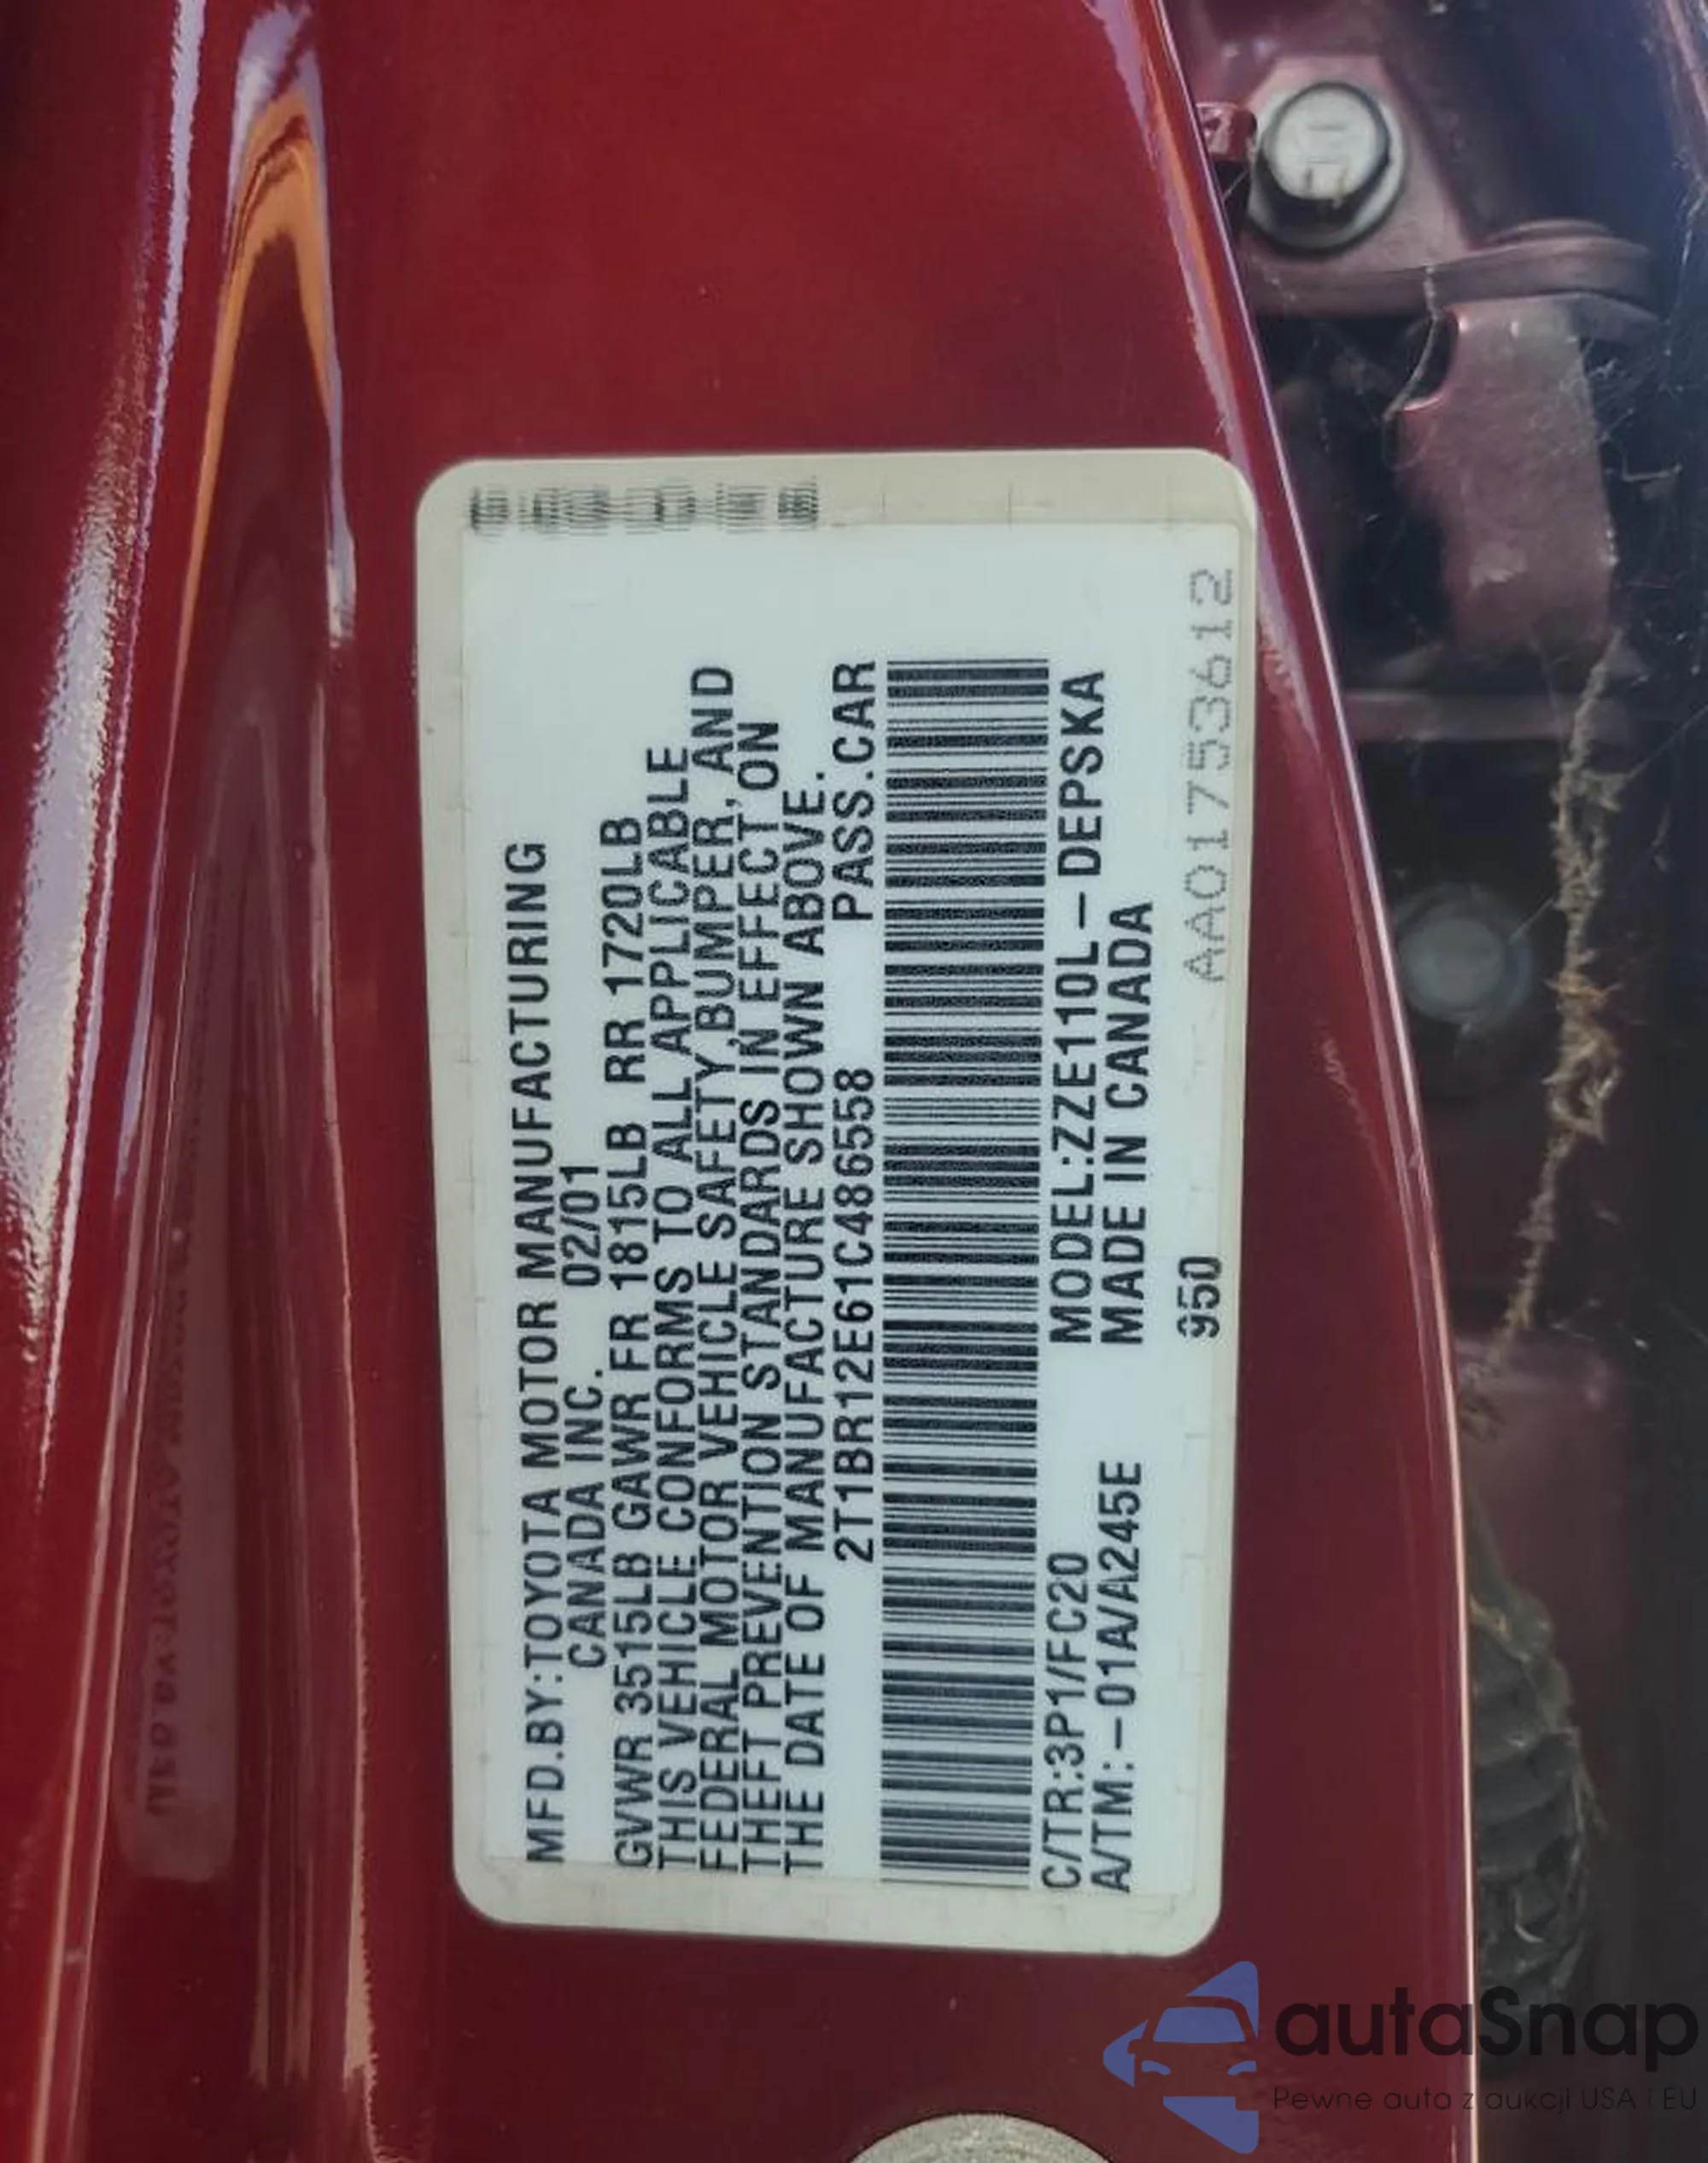 MFD.BY:TOYOTA MOTOR MANUFACTURING
CANADA INC. 02/01
GVWR 3515LB GAWR FR 1815LB RR 1720LB
THIS VEHICLE CONFORMS TO ALL APPLICABLE
FEDERAL MOTOR VEHICLE SAFETY,BUMPER, AND
THEFT PREVENTION STANDARDS IN EFFECT ON
THE DATE OF MANUFACTURE SHOWN ABOVE.
2T1BR12E61C486558 PASS.CAR
C/TR:3P1/FC20 MODEL:ZZE110L-DEPSKA
A/TM:-01A/A245E MADE IN CANADA
950 AA01753612
autaSnap
Pewne auta z aukcji USA i EU